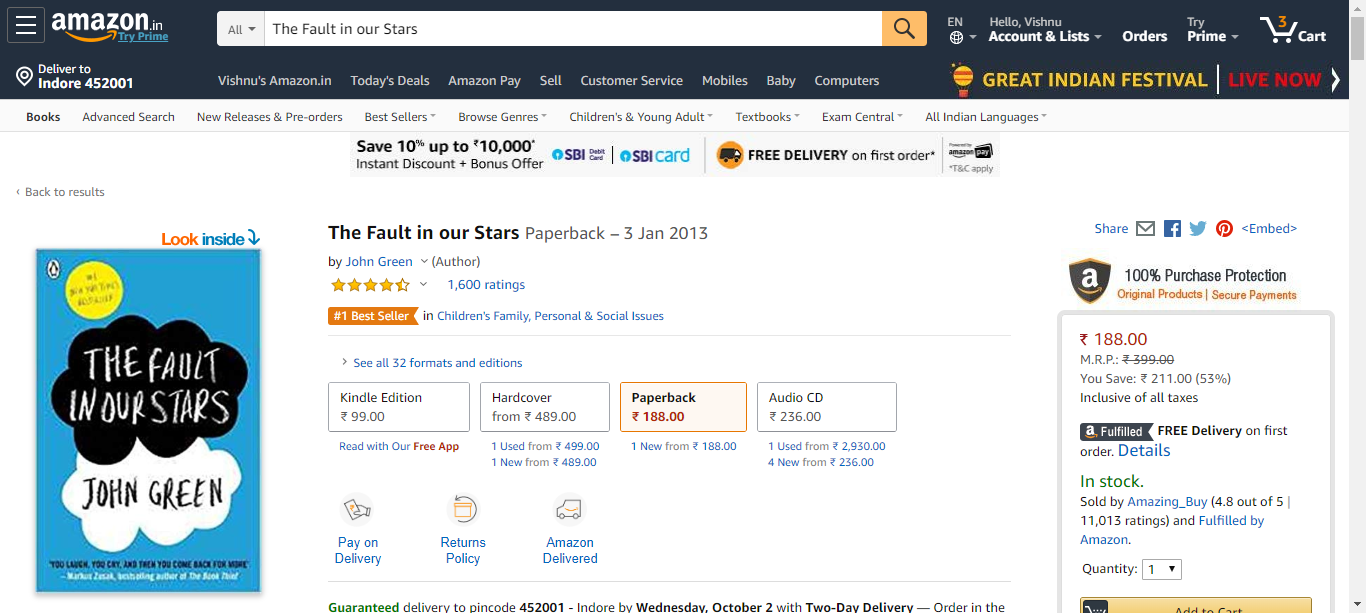 amazon.in
Try Prime
All
The Fault in our Stars
EN
Hello, Vishnu
Account & Lists
Orders
Try
Prime
3
Cart
Deliver to
Indore 452001
Vishnu's Amazon.in Today's Deals Amazon Pay Sell Customer Service Mobiles Baby Computers
GREAT INDIAN FESTIVAL | LIVE NOW
Books Advanced Search New Releases & Pre-orders Best Sellers Browse Genres Children's & Young Adult Textbooks Exam Central All Indian Languages
Save 10% up to ₹10,000*
Instant Discount + Bonus Offer
SBI Debit Card | SBI card
FREE DELIVERY on first order*
Powered by
amazon pay
*T&C apply
‹ Back to results
Look inside
#1
NEW YORK TIMES
BESTSELLER
THE FAULT
IN OUR STARS
JOHN GREEN
"YOU LAUGH, YOU CRY, AND THEN YOU COME BACK FOR MORE"
– Markus Zusak, bestselling author of The Book Thief
The Fault in our Stars Paperback – 3 Jan 2013
by John Green (Author)
1,600 ratings
#1 Best Seller in Children's Family, Personal & Social Issues
See all 32 formats and editions
Kindle Edition
₹ 99.00
Read with Our Free App
Hardcover
from ₹ 489.00
1 Used from ₹ 499.00
1 New from ₹ 489.00
Paperback
₹ 188.00
1 New from ₹ 188.00
Audio CD
₹ 236.00
1 Used from ₹ 2,930.00
4 New from ₹ 236.00
Pay on
Delivery
Returns
Policy
Amazon
Delivered
Guaranteed delivery to pincode 452001 - Indore by Wednesday, October 2 with Two-Day Delivery — Order in the
Share <Embed>
100% Purchase Protection
Original Products | Secure Payments
₹ 188.00
M.R.P.: ₹ 399.00
You Save: ₹ 211.00 (53%)
Inclusive of all taxes
Fulfilled FREE Delivery on first
order. Details
In stock.
Sold by Amazing_Buy (4.8 out of 5 |
11,013 ratings) and Fulfilled by
Amazon.
Quantity: 1
Add to Cart